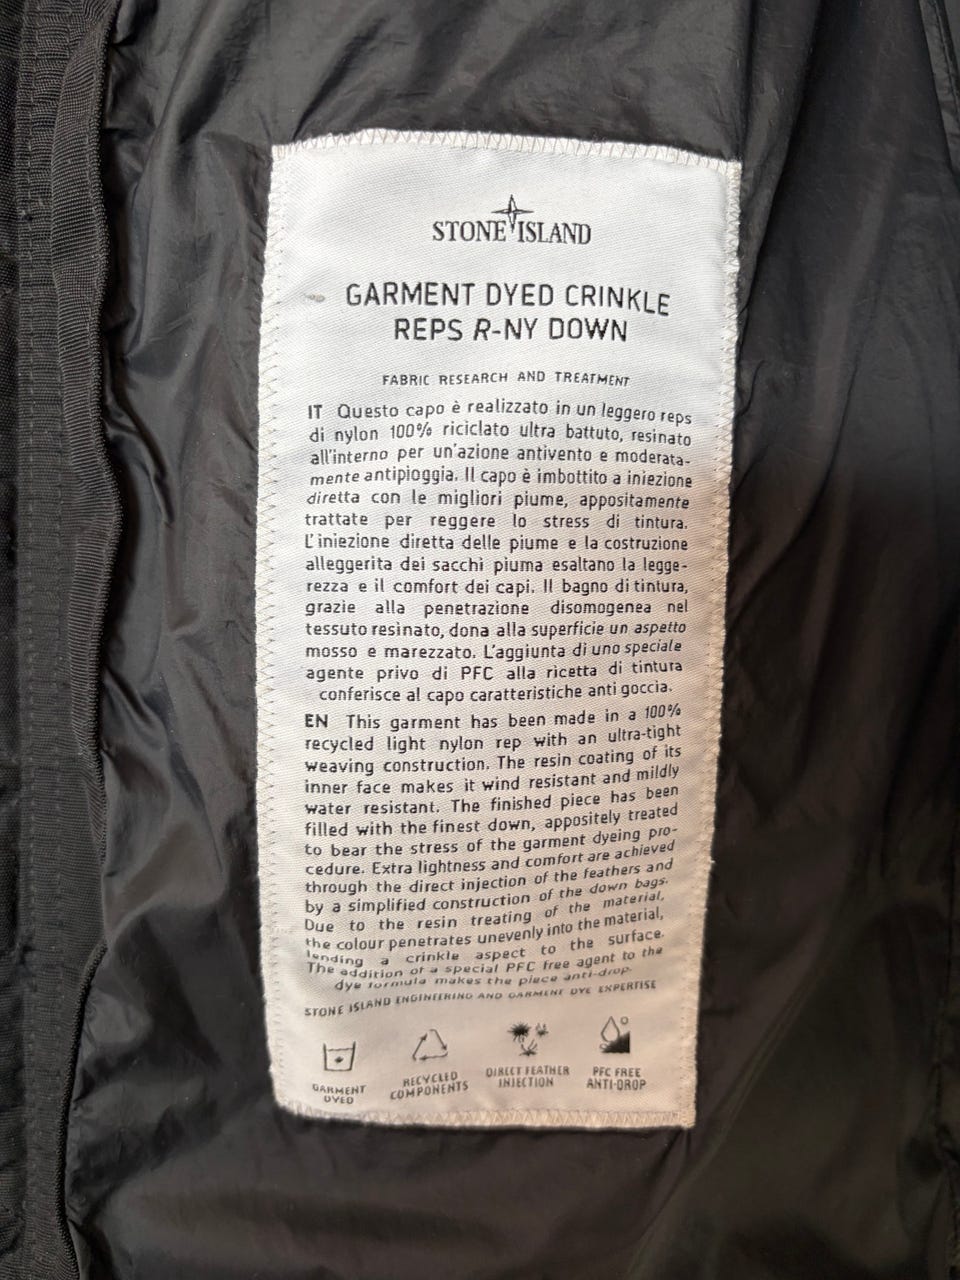 STONE ISLAND
GARMENT DYED CRINKLE
REPS R-NY DOWN
FABRIC RESEARCH AND TREATMENT
IT Questo capo è realizzato in un leggero reps
di nylon 100% riciclato ultra battuto, resinato
all'interno per un'azione antivento e moderata-
mente antipioggia. Il capo è imbottito a iniezione
diretta con le migliori piume, appositamente
trattate per reggere lo stress di tintura.
L'iniezione diretta delle piume e la costruzione
alleggerita dei sacchi piuma esaltano la legge-
rezza e il comfort dei capi. Il bagno di tintura,
grazie alla penetrazione disomogenea nel
tessuto resinato, dona alla superficie un aspetto
mosso e marezzato. L'aggiunta di uno speciale
agente privo di PFC alla ricetta di tintura
conferisce al capo caratteristiche anti goccia.
EN This garment has been made in a 100%
recycled light nylon rep with an ultra-tight
weaving construction. The resin coating of its
inner face makes it wind resistant and mildly
water resistant. The finished piece has been
filled with the finest down, appositely treated
to bear the stress of the garment dyeing pro-
cedure. Extra lightness and comfort are achieved
through the direct injection of the feathers and
by a simplified construction of the down bags.
Due to the resin treating of the material,
the colour penetrates unevenly into the material,
lending a crinkle aspect to the surface.
The addition of a special PFC free agent to the
dye formula makes the piece anti-drop.
STONE ISLAND ENGINEERING AND GARMENT DYE EXPERTISE
GARMENT
DYED
RECYCLED
COMPONENTS
DIRECT FEATHER
INJECTION
PFC FREE
ANTI-DROP